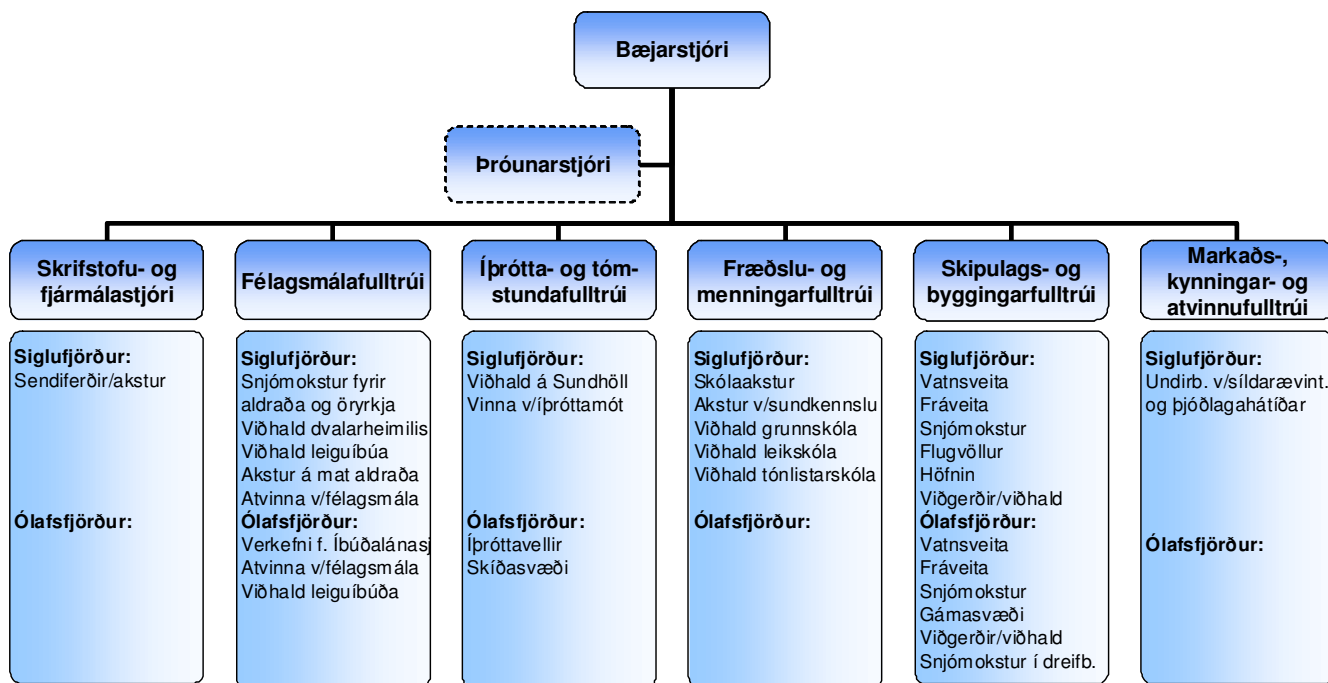 Bæjarstjóri
Þróunarstjóri
Skrifstofu- og
fjármálastjóri
Félagsmálafulltrúi
Íþrótta- og tóm-
stundafulltrúi
Fræðslu- og
menningarfulltrúi
Skipulags- og
byggingarfulltrúi
Markaðs-,
kynningar- og
atvinnufulltrúi
Siglufjörður:
Sendiferðir/akstur
Ólafsfjörður:
Siglufjörður:
Snjómokstur fyrir
aldraða og öryrkja
Viðhald dvalarheimilis
Viðhald leiguíbúa
Akstur á mat aldraða
Atvinna v/félagsmála
Ólafsfjörður:
Verkefni f. Íbúðalánasj
Atvinna v/félagsmála
Viðhald leiguíbúða
Siglufjörður:
Viðhald á Sundhöll
Vinna v/íþróttamót
Ólafsfjörður:
Íþróttavellir
Skíðasvæði
Siglufjörður:
Skólaakstur
Akstur v/sundkennslu
Viðhald grunnskóla
Viðhald leikskóla
Viðhald tónlistarskóla
Ólafsfjörður:
Siglufjörður:
Vatnsveita
Fráveita
Snjómokstur
Flugvöllur
Höfnin
Viðgerðir/viðhald
Ólafsfjörður:
Vatnsveita
Fráveita
Snjómokstur
Gámasvæði
Viðgerðir/viðhald
Snjómokstur í dreifb.
Siglufjörður:
Undirb. v/síldarævint.
og þjóðlagahátíðar
Ólafsfjörður: